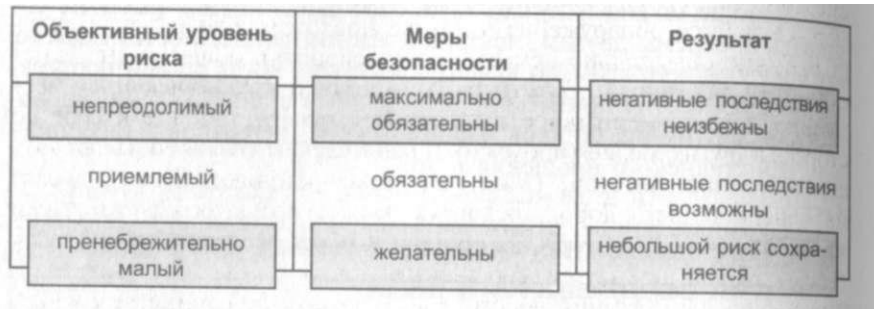 Объективный уровень
риска
Меры
безопасности
Результат
непреодолимый
максимально
обязательны
негативные последствия
неизбежны
приемлемый
обязательны
негативные последствия
возможны
пренебрежительно
малый
желательны
небольшой риск сохра-
няется